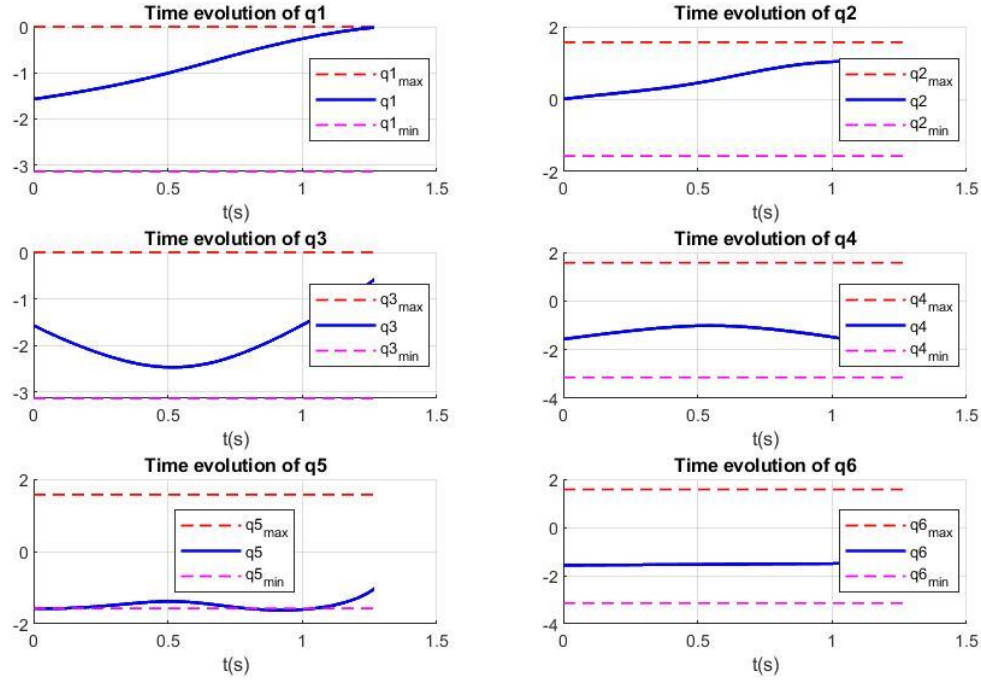 Time evolution of q1
0
-1
-2
-3
0
0.5
1
1.5
t(s)
q1max
q1
q1min
Time evolution of q2
2
0
-2
0
0.5
1
1.5
t(s)
q2max
q2
q2min
Time evolution of q3
0
-1
-2
-3
0
0.5
1
1.5
t(s)
q3max
q3
q3min
Time evolution of q4
2
0
-2
-4
0
0.5
1
1.5
t(s)
q4max
q4
q4min
Time evolution of q5
2
0
-2
0
0.5
1
1.5
t(s)
q5max
q5
q5min
Time evolution of q6
2
0
-2
-4
0
0.5
1
1.5
t(s)
q6max
q6
q6min